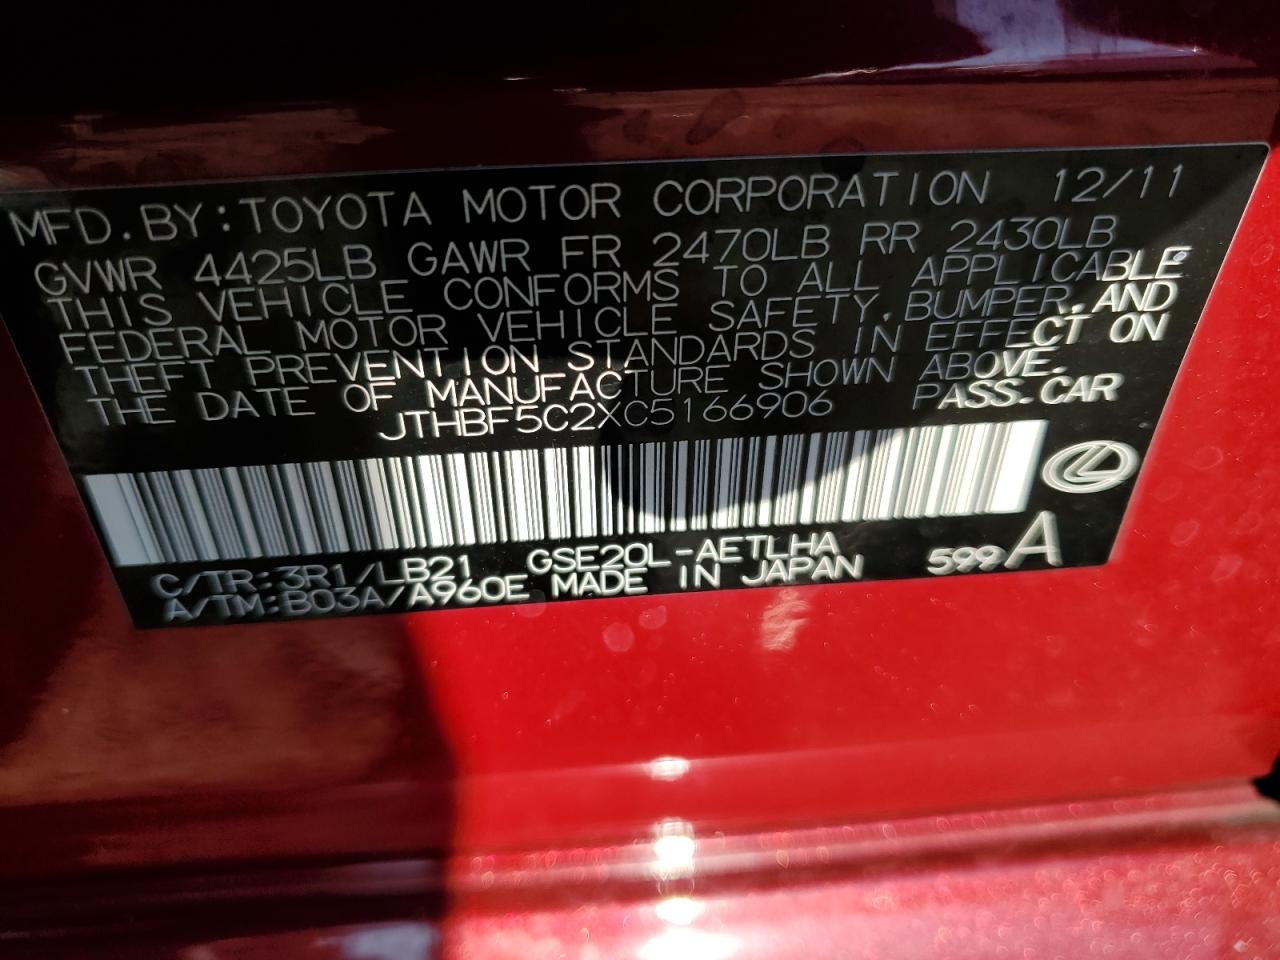 MFD. BY: TOYOTA MOTOR CORPORATION 12/11
GVWR 4425LB GAWR FR 2470LB RR 2430LB
THIS VEHICLE CONFORMS TO ALL APPLICABLE
FEDERAL MOTOR VEHICLE SAFETY, BUMPER, AND
THEFT PREVENTION STANDARDS IN EFFECT ON
THE DATE OF MANUFACTURE SHOWN ABOVE.
JTHBF5C2XC5166906 PASS. CAR
C/TR: 3R1/LB21 GSE20L-AETLHA
A/TM: B03A/A960E MADE IN JAPAN 599A